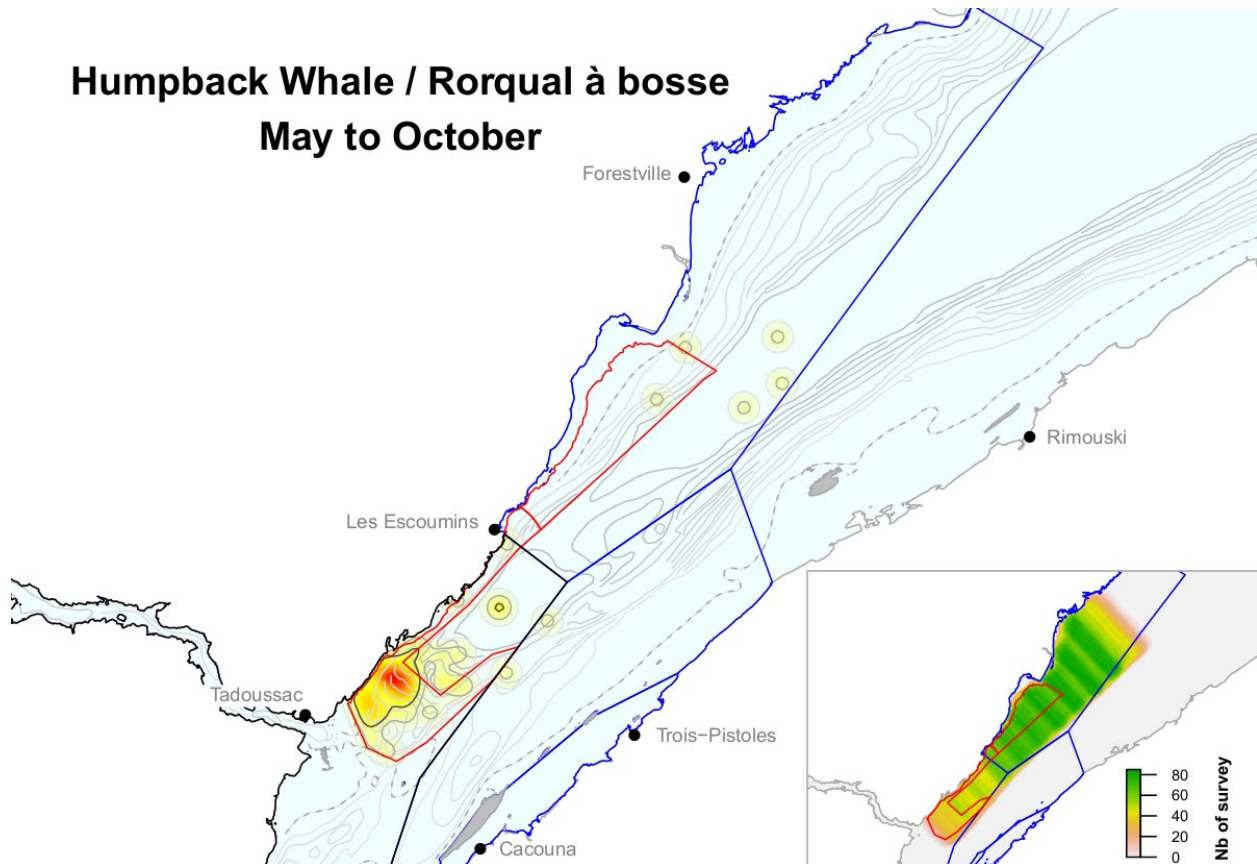 Humpback Whale / Rorqual à bosse
May to October
Forestville
Rimouski
Les Escoumins
Tadoussac
Trois−Pistoles
Cacouna
80
60
40
20
0
Nb of survey